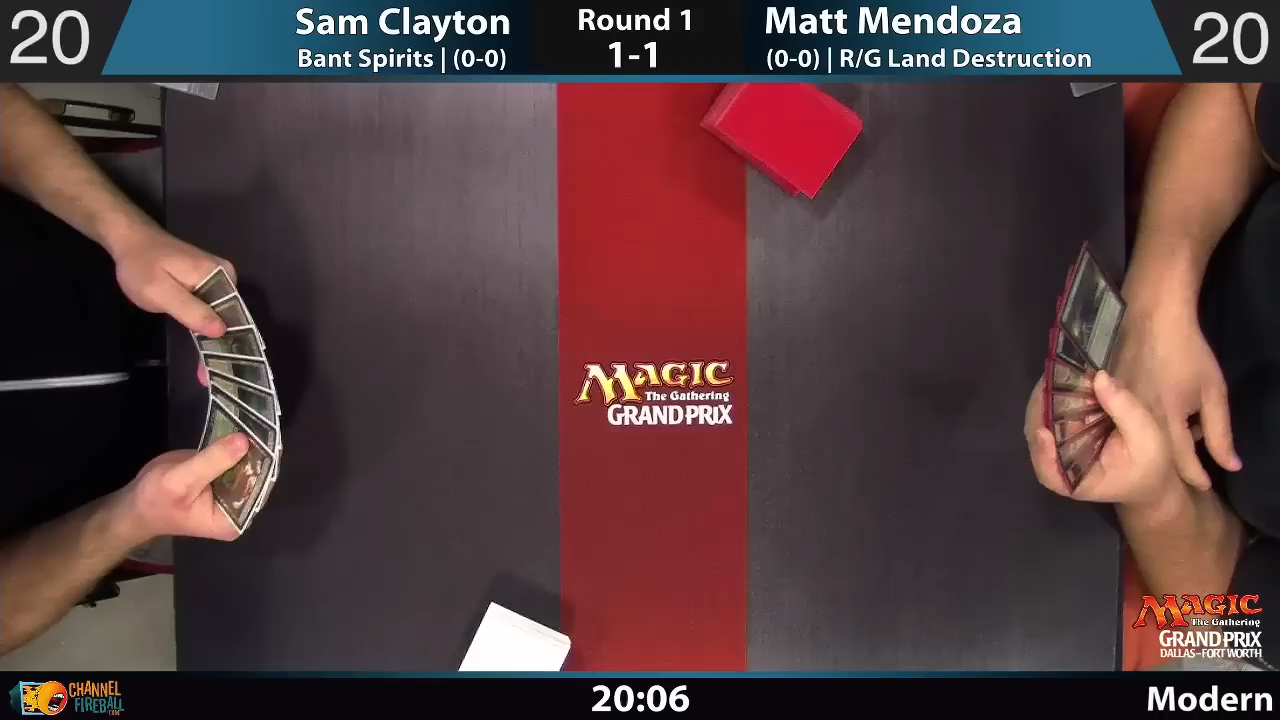 20
Sam Clayton
Bant Spirits | (0-0)
Round 1
1-1
Matt Mendoza
(0-0) | R/G Land Destruction
20
MAGIC
The Gathering
GRAND PRIX
MAGIC
The Gathering
GRAND PRIX
DALLAS-FORT WORTH
CHANNEL
FIREBALL
.COM
20:06
Modern